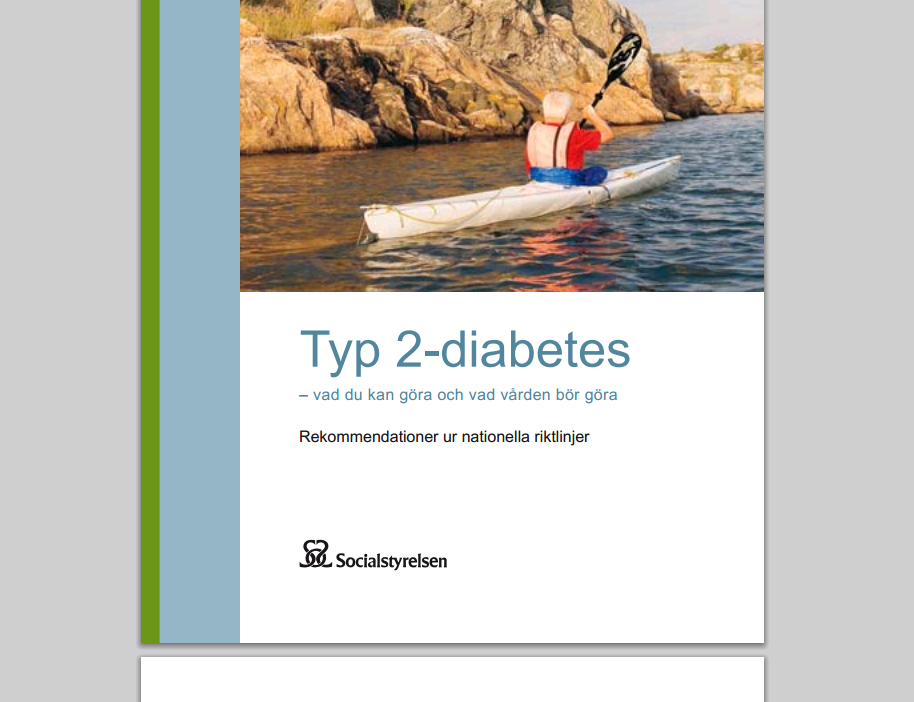 Typ 2-diabetes
– vad du kan göra och vad vården bör göra
Rekommendationer ur nationella riktlinjer
Socialstyrelsen